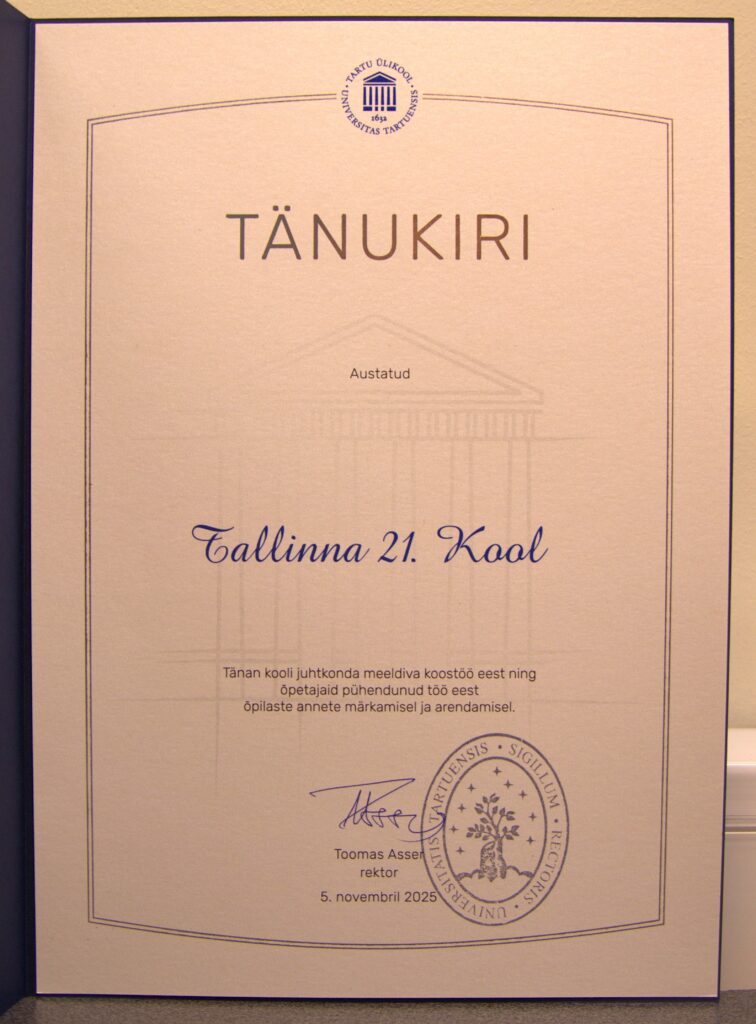 TARTU ÜLIKOOL
1632
UNIVERSITAS TARTUENSIS
TÄNUKIRI
Austatud
Tallinna 21. Kool
Tänan kooli juhtkonda meeldiva koostöö eest ning
õpetajaid pühendunud töö eest
õpilaste annete märkamisel ja arendamisel.
Toomas Asser
rektor
5. novembril 2025
SIGILLUM • RECTORIS • UNIVERSITATIS TARTUENSIS •